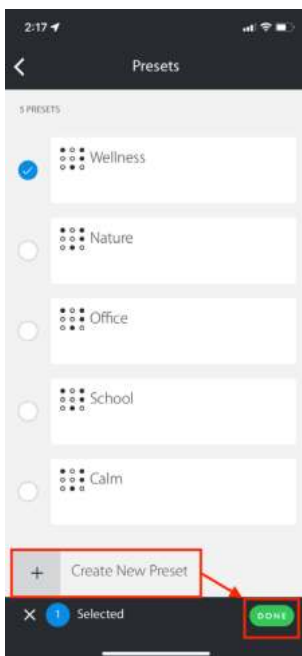 2:17
Presets
5 PRESETS
Wellness
Nature
Office
School
Calm
+ Create New Preset
1 Selected
DONE